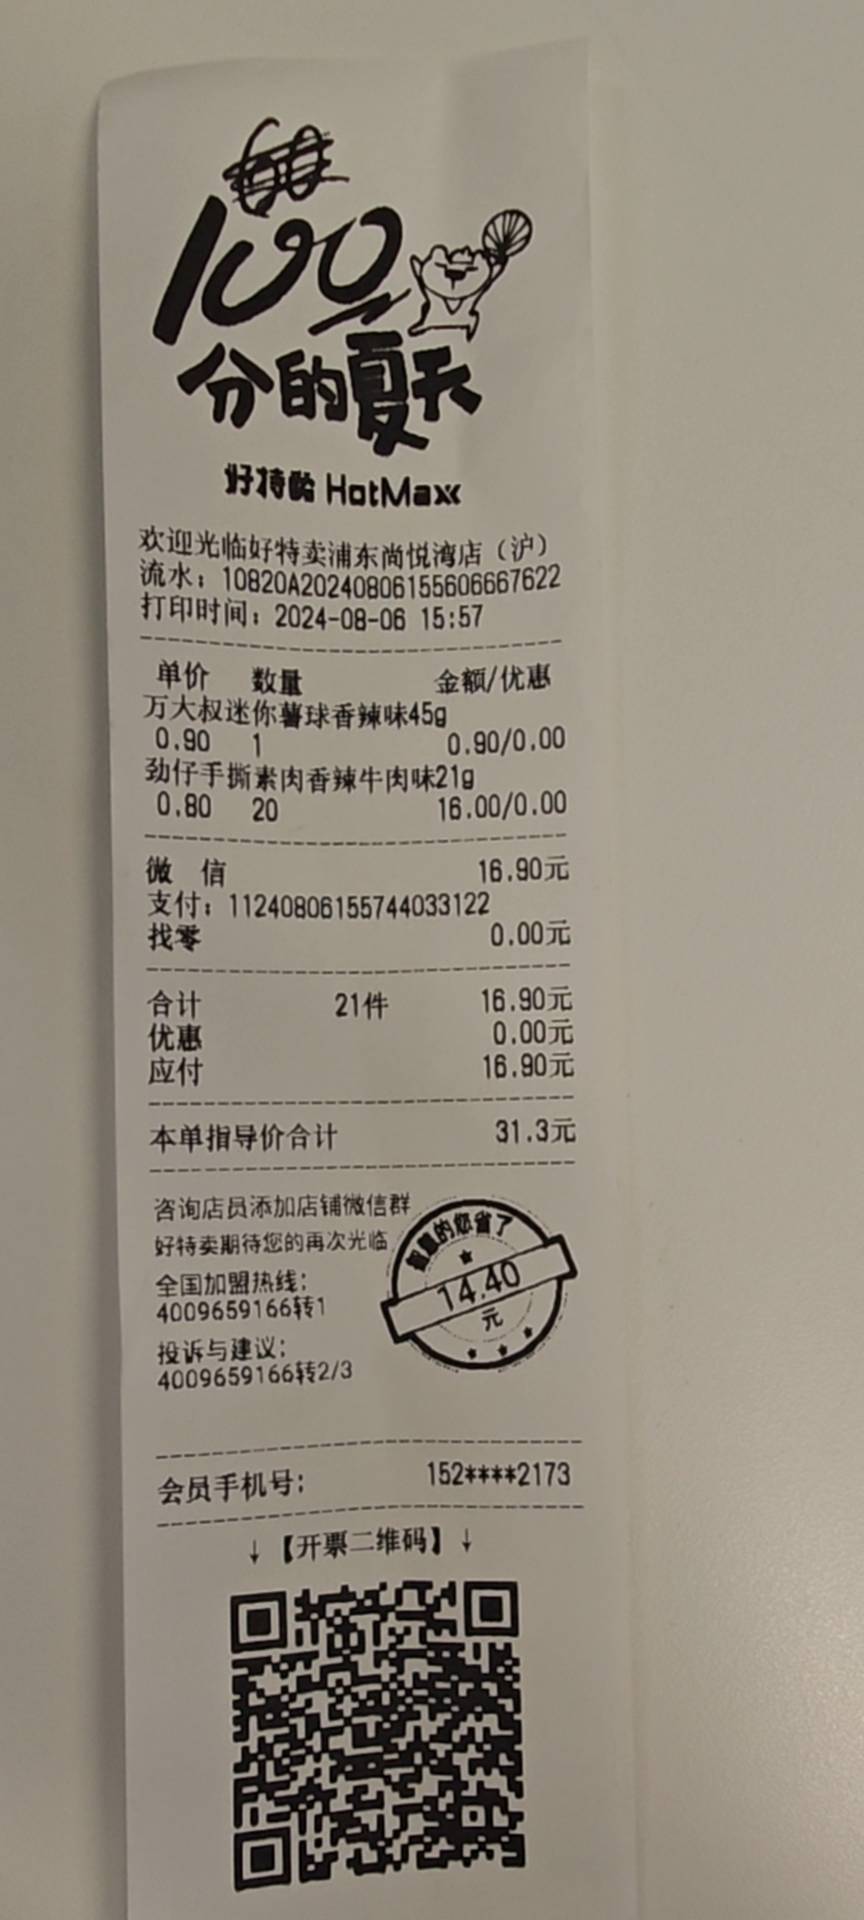 100
分的夏天
好特卖 HotMaxx
欢迎光临好特卖浦东尚悦湾店（沪）
流水：10820A20240806155606667622
打印时间：2024-08-06 15:57
单价 数量 金额/优惠
万大叔迷你薯球香辣味45g
0.90 1 0.90/0.00
劲仔手撕素肉香辣牛肉味21g
0.80 20 16.00/0.00
微 信 16.90元
支付：11240806155744033122
找零 0.00元
合计 21件 16.90元
优惠 0.00元
应付 16.90元
本单指导价合计 31.3元
咨询店员添加店铺微信群
好特卖期待您的再次光临
全国加盟热线：
4009659166转1
投诉与建议：
4009659166转2/3
智慧的您省了
14.40
元
会员手机号： 152****2173
↓【开票二维码】↓